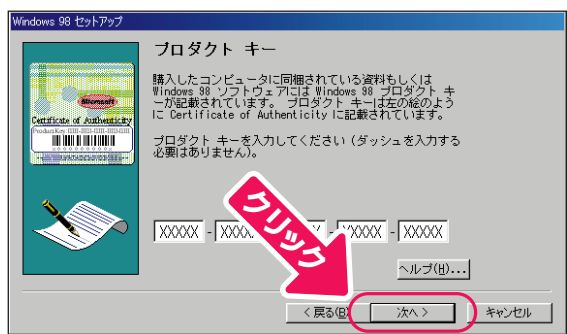 Windows 98 セットアップ
プロダクト キー
購入したコンピュータに同梱されている資料もしくは
Windows 98 ソフトウェアには Windows 98 プロダクト キ
ーが記載されています。 プロダクト キーは左の絵のよう
に Certificate of Authenticity に記載されています。
Microsoft
Certificate of Authenticity
プロダクト キーを入力してください (ダッシュを入力する
必要はありません)。
XXXXX - XXXX - XXXXX - XXXXX
クリック
ヘルプ(H)...
< 戻る(B)
次へ >
キャンセル